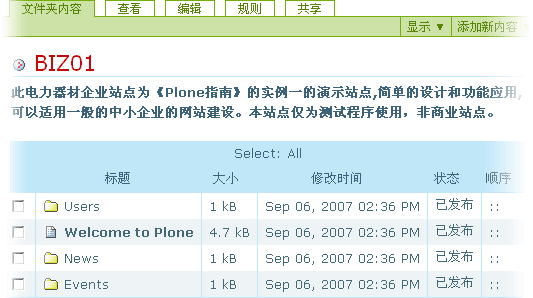 文件夹内容 查看 编辑 规则 共享
显示 ▼ 添加新内容
BIZ01
此电力器材企业站点为《Plone指南》的实例一的演示站点,简单的设计和功能应用,
可以适用一般的中小企业的网站建设。本站点仅为测试程序使用，非商业站点。
Select: All
标题 大小 修改时间 状态 顺序
Users 1 kB Sep 06, 2007 02:36 PM 已发布 ::
Welcome to Plone 4.7 kB Sep 06, 2007 02:36 PM 已发布 ::
News 1 kB Sep 06, 2007 02:36 PM 已发布 ::
Events 1 kB Sep 06, 2007 02:36 PM 已发布 ::